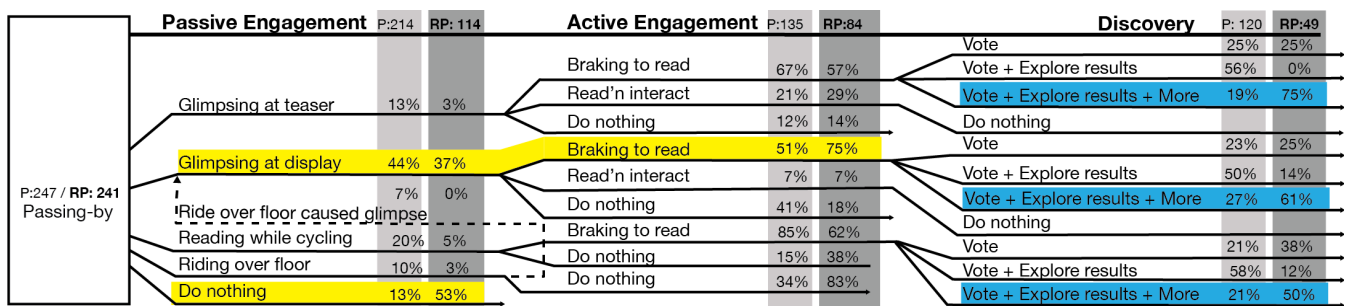 Passive Engagement P:214 RP: 114 Active Engagement P:135 RP:84 Discovery P: 120 RP:49
Vote 25% 25%
Braking to read 67% 57% Vote + Explore results 56% 0%
Glimpsing at teaser 13% 3% Read'n interact 21% 29% Vote + Explore results + More 19% 75%
Do nothing 12% 14% Do nothing
Glimpsing at display 44% 37% Braking to read 51% 75% Vote 23% 25%
Read'n interact 7% 7% Vote + Explore results 50% 14%
P:247 / RP: 241 7% 0% Do nothing 41% 18% Vote + Explore results + More 27% 61%
Passing-by Ride over floor caused glimpse Do nothing
Reading while cycling 20% 5% Braking to read 85% 62% Vote 21% 38%
Riding over floor 10% 3% Do nothing 15% 38% Vote + Explore results 58% 12%
Do nothing 13% 53% Do nothing 34% 83% Vote + Explore results + More 21% 50%